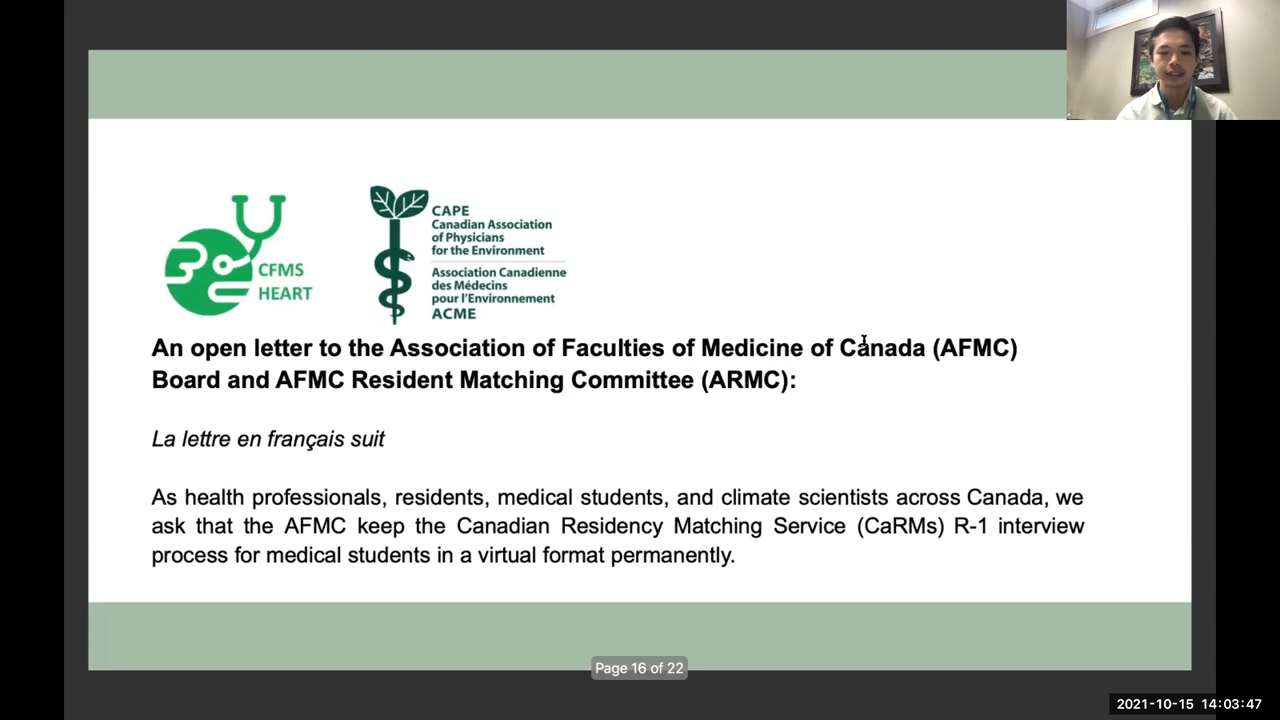 CFMS
HEART
CAPE
Canadian Association
of Physicians
for the Environment
Association Canadienne
des Médecins
pour l'Environnement
ACME
An open letter to the Association of Faculties of Medicine of Canada (AFMC)
Board and AFMC Resident Matching Committee (ARMC):
La lettre en français suit
As health professionals, residents, medical students, and climate scientists across Canada, we
ask that the AFMC keep the Canadian Residency Matching Service (CaRMs) R-1 interview
process for medical students in a virtual format permanently.
Page 16 of 22
2021-10-15 14:03:47